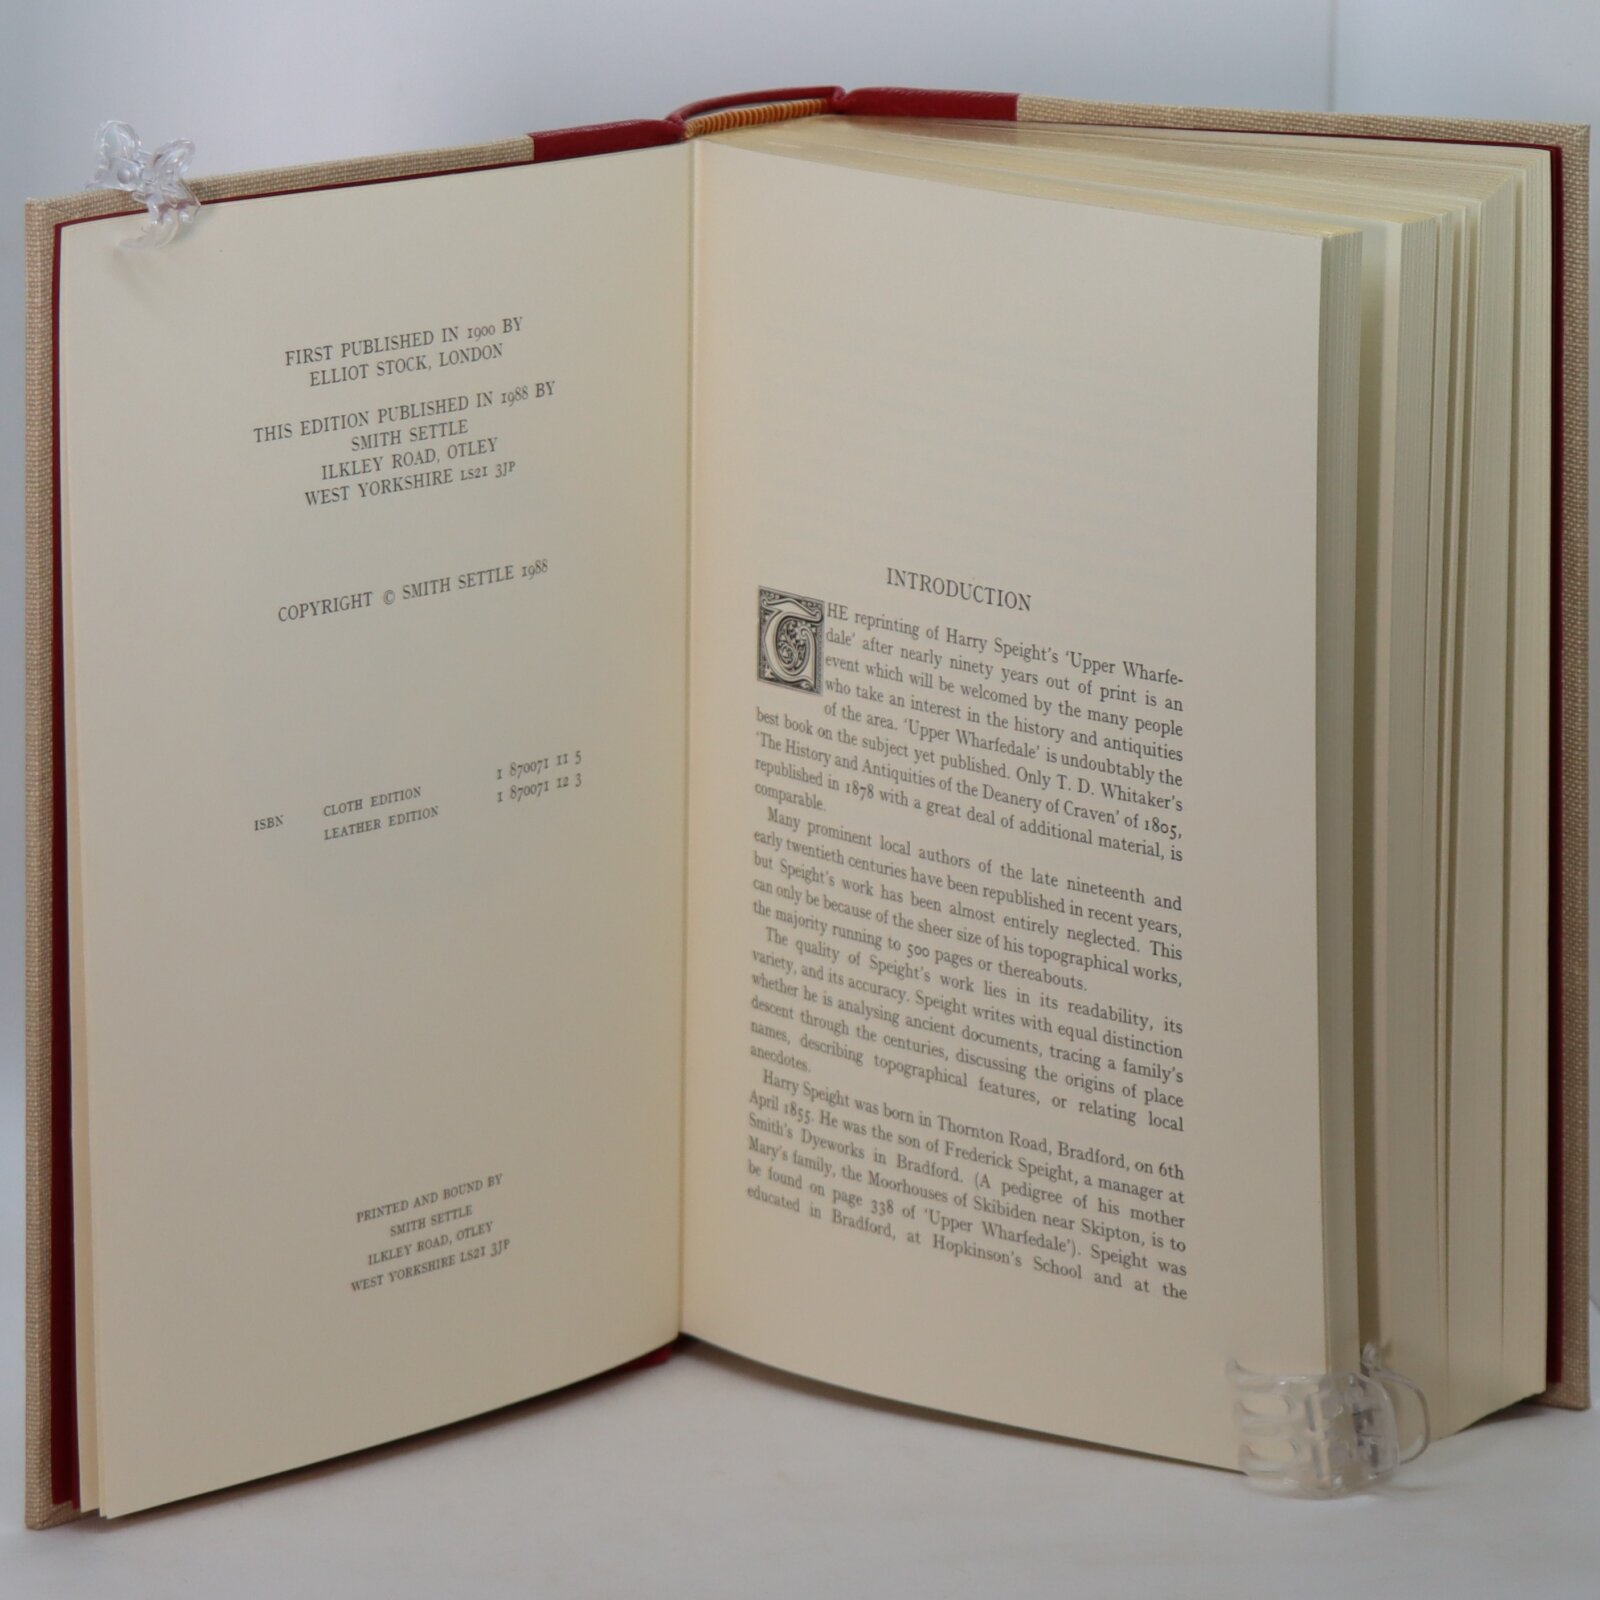 FIRST PUBLISHED IN 1900 BY
ELLIOT STOCK, LONDON
THIS EDITION PUBLISHED IN 1988 BY
SMITH SETTLE
ILKLEY ROAD, OTLEY
WEST YORKSHIRE LS21 3JP
COPYRIGHT © SMITH SETTLE 1988
ISBN CLOTH EDITION 1 870071 11 5
LEATHER EDITION 1 870071 12 3
PRINTED AND BOUND BY
SMITH SETTLE
ILKLEY ROAD, OTLEY
WEST YORKSHIRE LS21 3JP
INTRODUCTION
THE reprinting of Harry Speight's 'Upper Wharfe-
dale' after nearly ninety years out of print is an
event which will be welcomed by the many people
who take an interest in the history and antiquities
of the area. 'Upper Wharfedale' is undoubtably the
best book on the subject yet published. Only T. D. Whitaker's
'The History and Antiquities of the Deanery of Craven' of 1805,
republished in 1878 with a great deal of additional material, is
comparable.
Many prominent local authors of the late nineteenth and
early twentieth centuries have been republished in recent years,
but Speight's work has been almost entirely neglected. This
can only be because of the sheer size of his topographical works,
the majority running to 500 pages or thereabouts.
The quality of Speight's work lies in its readability, its
variety, and its accuracy. Speight writes with equal distinction
whether he is analysing ancient documents, tracing a family's
descent through the centuries, discussing the origins of place
names, describing topographical features, or relating local
anecdotes.
Harry Speight was born in Thornton Road, Bradford, on 6th
April 1855. He was the son of Frederick Speight, a manager at
Smith's Dyeworks in Bradford. (A pedigree of his mother
Mary's family, the Moorhouses of Skibiden near Skipton, is to
be found on page 338 of 'Upper Wharfedale'). Speight was
educated in Bradford, at Hopkinson's School and at the